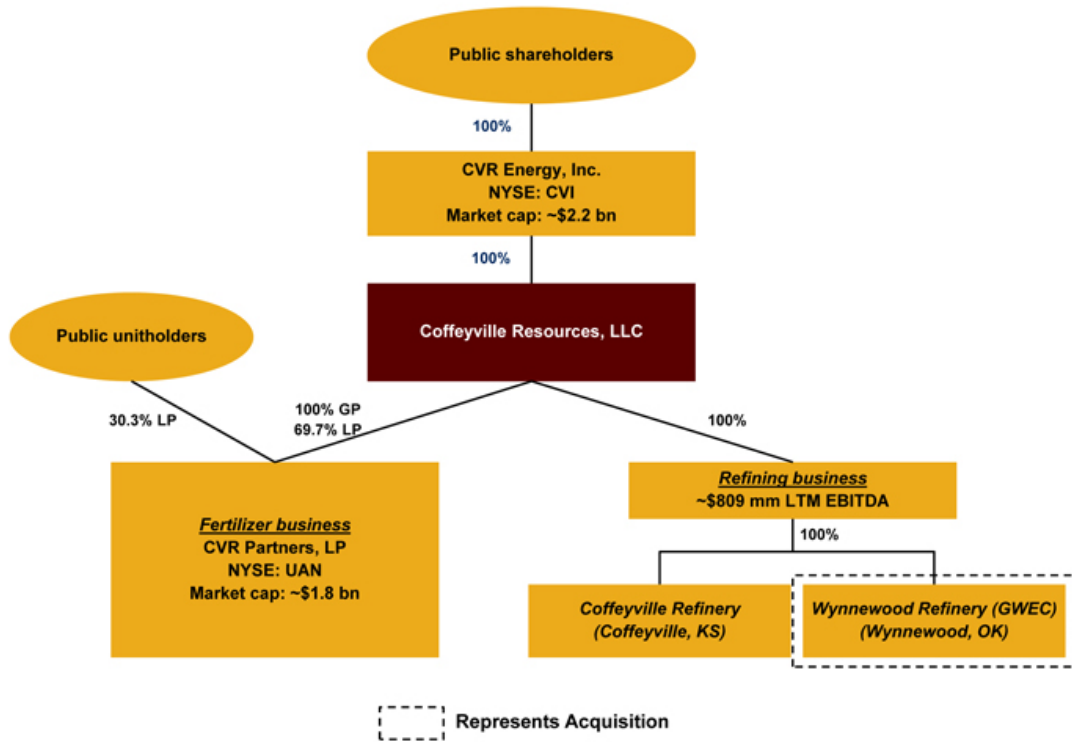 Public shareholders
100%
CVR Energy, Inc.
NYSE: CVI
Market cap: ~$2.2 bn
100%
Coffeyville Resources, LLC
Public unitholders
30.3% LP
100% GP
69.7% LP
100%
Fertilizer business
CVR Partners, LP
NYSE: UAN
Market cap: ~$1.8 bn
Refining business
~$809 mm LTM EBITDA
100%
Coffeyville Refinery
(Coffeyville, KS)
Wynnewood Refinery (GWEC)
(Wynnewood, OK)
Represents Acquisition